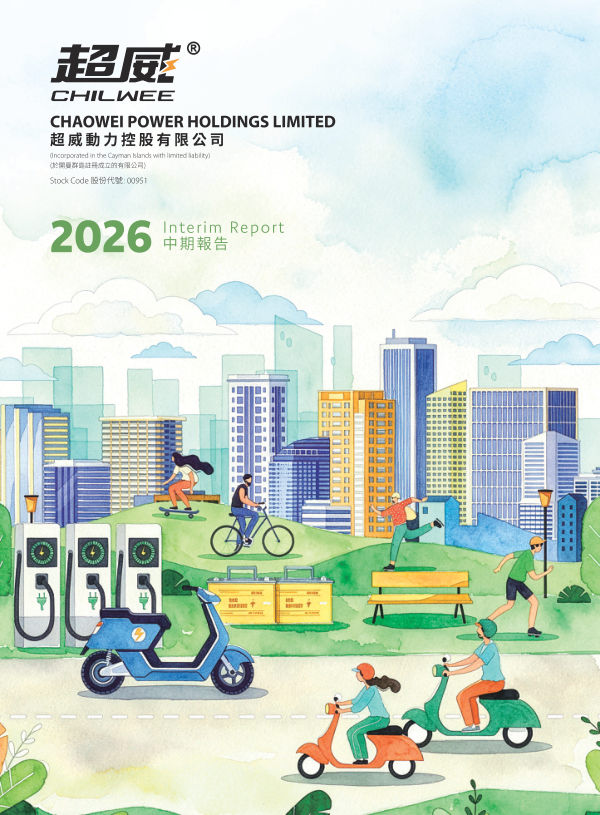 超威®
CHILWEE
CHAOWEI POWER HOLDINGS LIMITED
超威動力控股有限公司
(Incorporated in the Cayman Islands with limited liability)
(於開曼群島註冊成立的有限公司)
Stock Code 股份代號: 00951
2026 Interim Report
中期報告